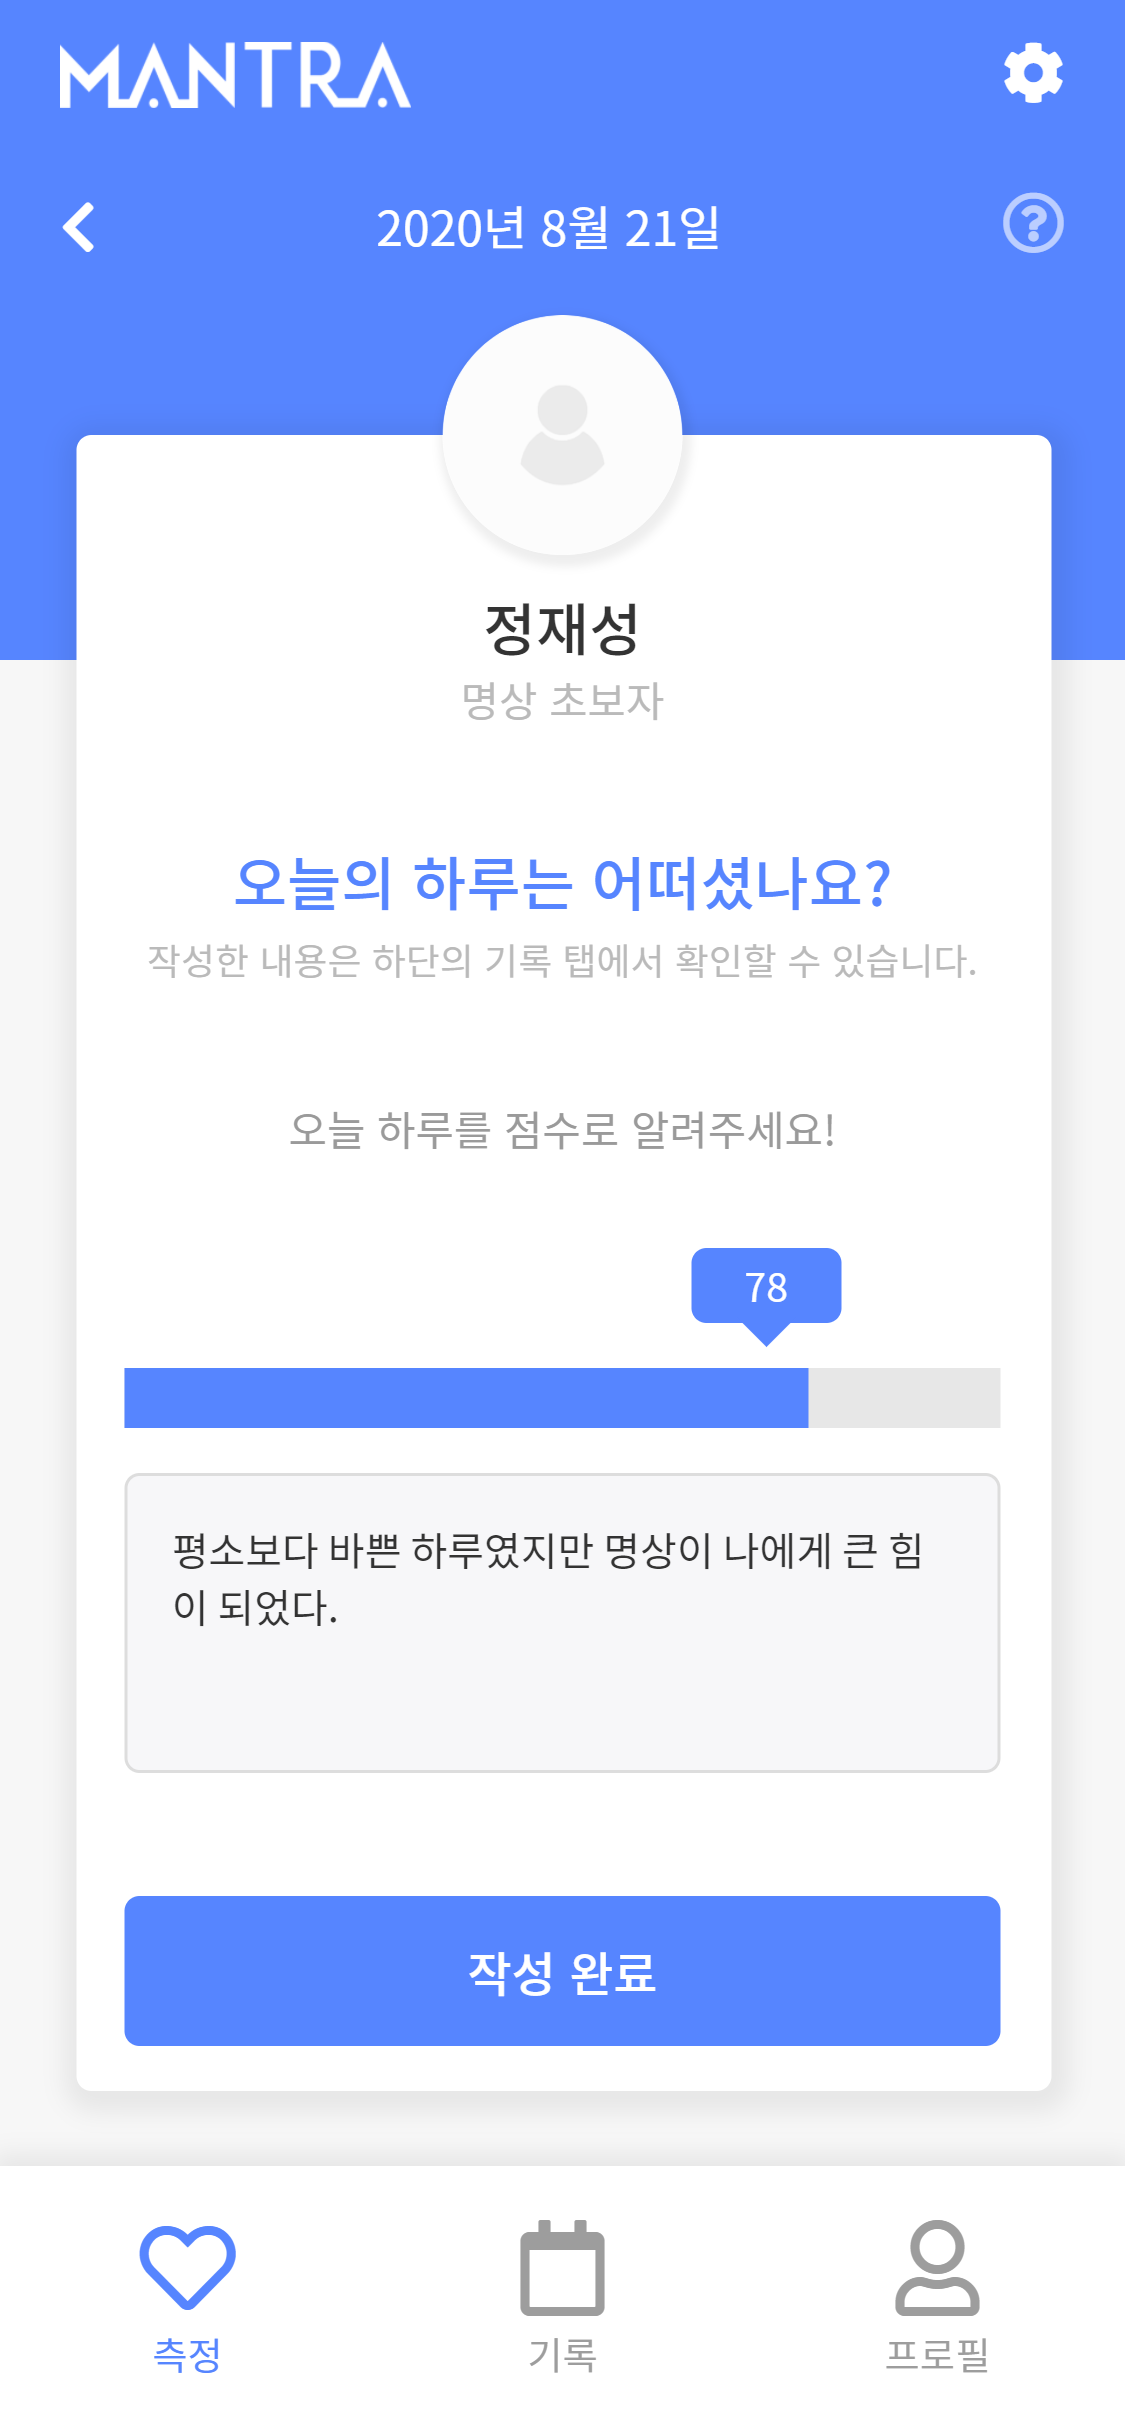 MANTRA
2020년 8월 21일
정재성
명상 초보자
오늘의 하루는 어떠셨나요?
작성한 내용은 하단의 기록 탭에서 확인할 수 있습니다.
오늘 하루를 점수로 알려주세요!
78
평소보다 바쁜 하루였지만 명상이 나에게 큰 힘
이 되었다.
작성 완료
측정
기록
프로필